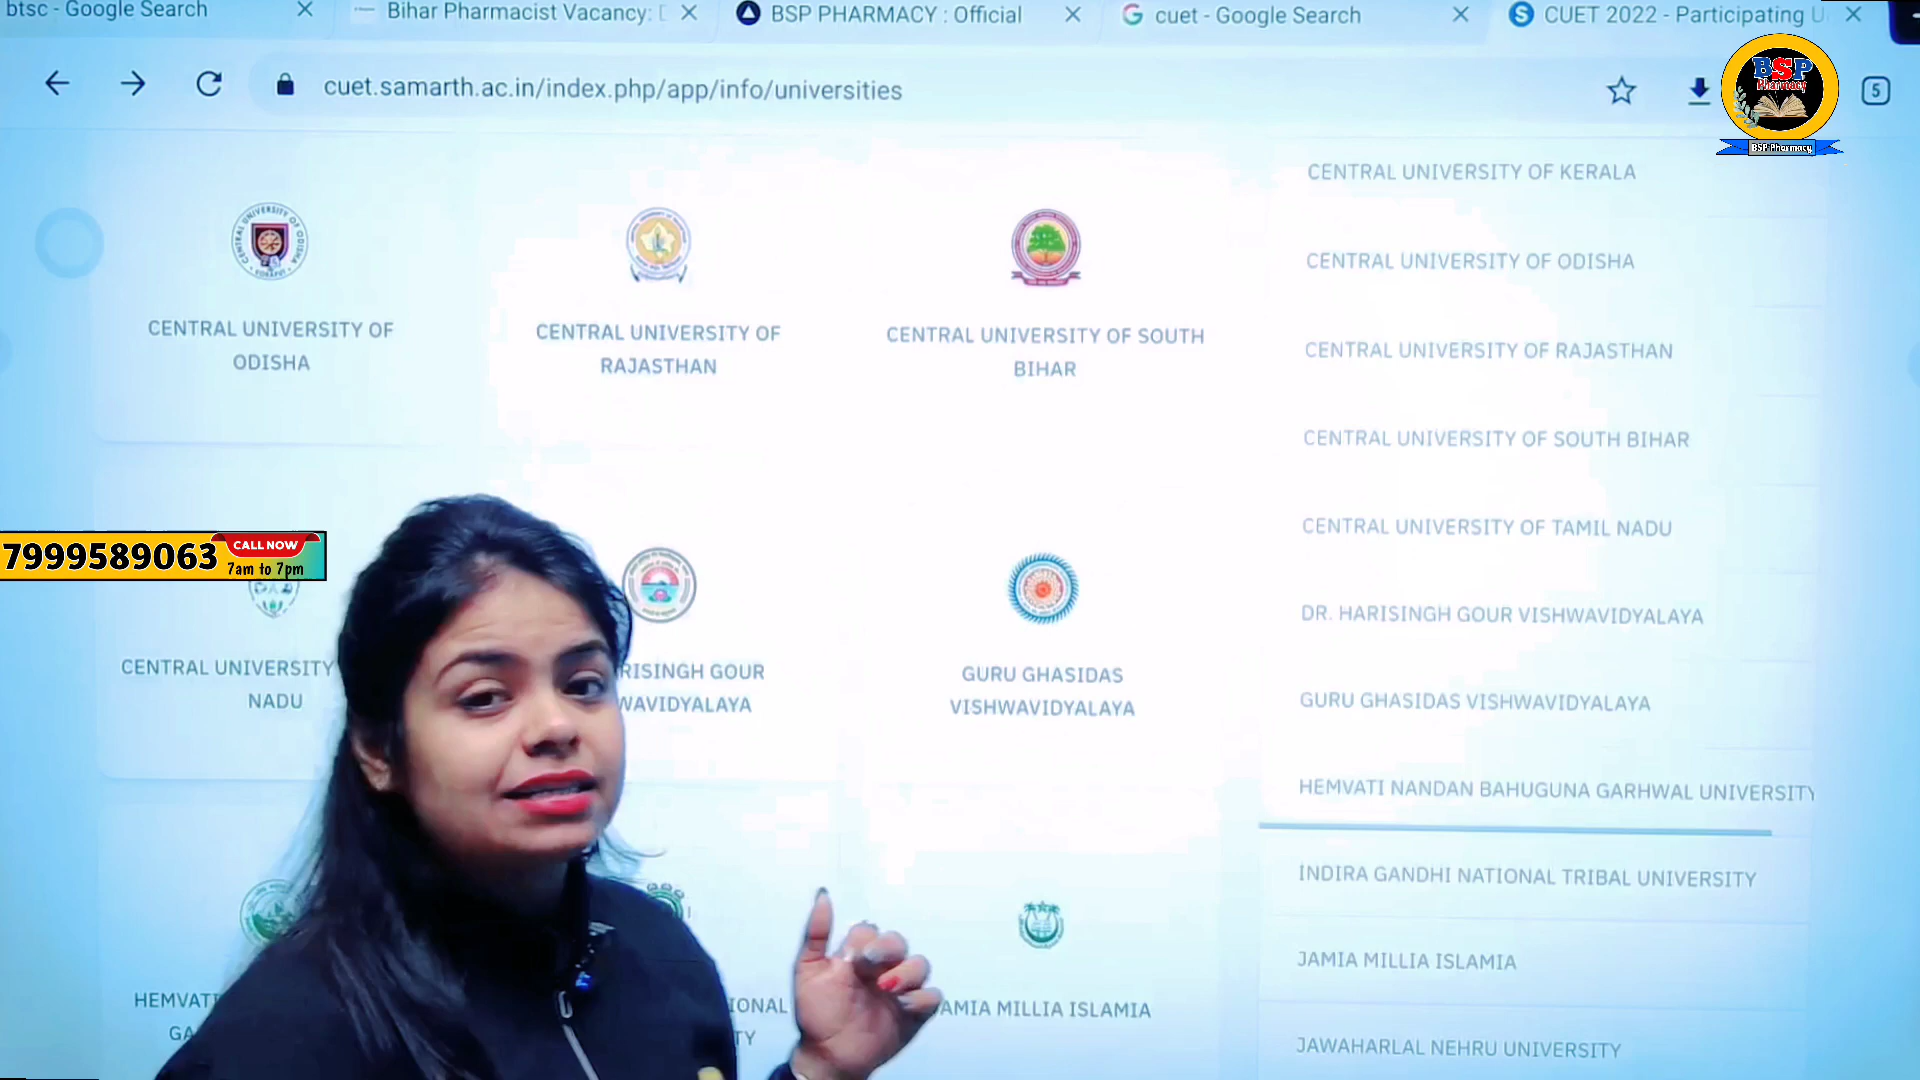 btsc - Google Search
Bihar Pharmacist Vacancy:
BSP PHARMACY : Official
cuet - Google Search
CUET 2022 - Participating U
cuet.samarth.ac.in/index.php/app/info/universities
5
BSP
Pharmacy
BSP Pharmacy
CENTRAL UNIVERSITY OF
ODISHA
CENTRAL UNIVERSITY OF
RAJASTHAN
CENTRAL UNIVERSITY OF SOUTH
BIHAR
7999589063
CALL NOW
7am to 7pm
CENTRAL UNIVERSITY
NADU
RISINGH GOUR
WAVIDYALAYA
GURU GHASIDAS
VISHWAVIDYALAYA
HEMVATI
GA
IONAL
TY
AMIA MILLIA ISLAMIA
CENTRAL UNIVERSITY OF KERALA
CENTRAL UNIVERSITY OF ODISHA
CENTRAL UNIVERSITY OF RAJASTHAN
CENTRAL UNIVERSITY OF SOUTH BIHAR
CENTRAL UNIVERSITY OF TAMIL NADU
DR. HARISINGH GOUR VISHWAVIDYALAYA
GURU GHASIDAS VISHWAVIDYALAYA
HEMVATI NANDAN BAHUGUNA GARHWAL UNIVERSITY
INDIRA GANDHI NATIONAL TRIBAL UNIVERSITY
JAMIA MILLIA ISLAMIA
JAWAHARLAL NEHRU UNIVERSITY